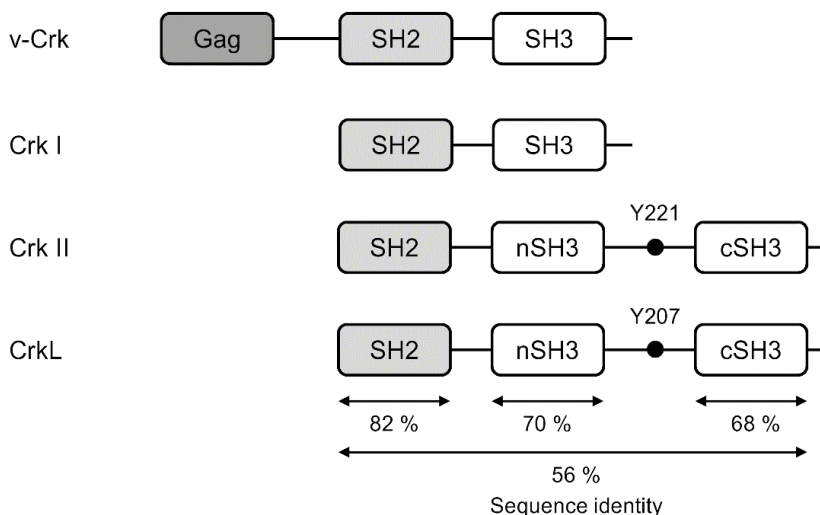 v-Crk Gag SH2 SH3
Crk I SH2 SH3
Y221
Crk II SH2 nSH3 cSH3
Y207
CrkL SH2 nSH3 cSH3
82 % 70 % 68 %
56 %
Sequence identity